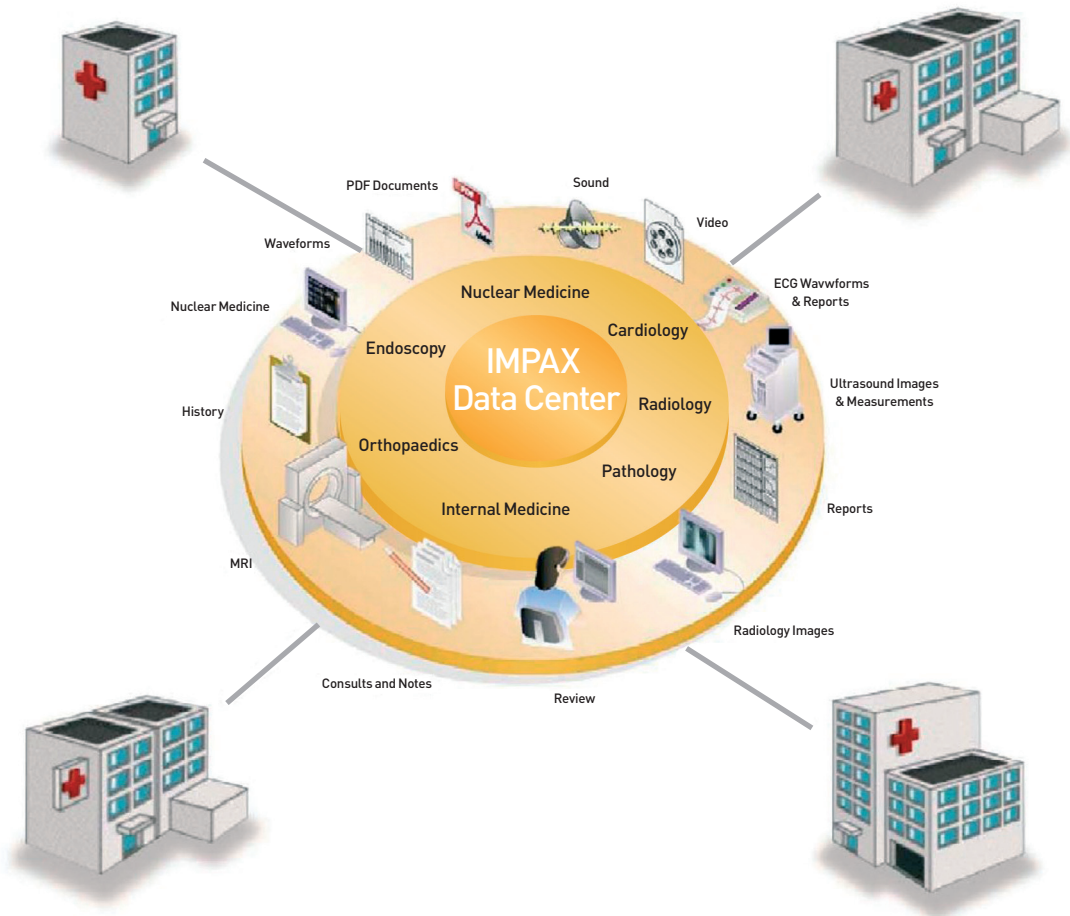 PDF Documents
Sound
Video
Waveforms
ECG Wavwforms
& Reports
Nuclear Medicine
Nuclear Medicine
Cardiology
Endoscopy
IMPAX
Data Center
Radiology
Ultrasound Images
& Measurements
History
Orthopaedics
Pathology
Internal Medicine
Reports
MRI
Radiology Images
Consults and Notes
Review